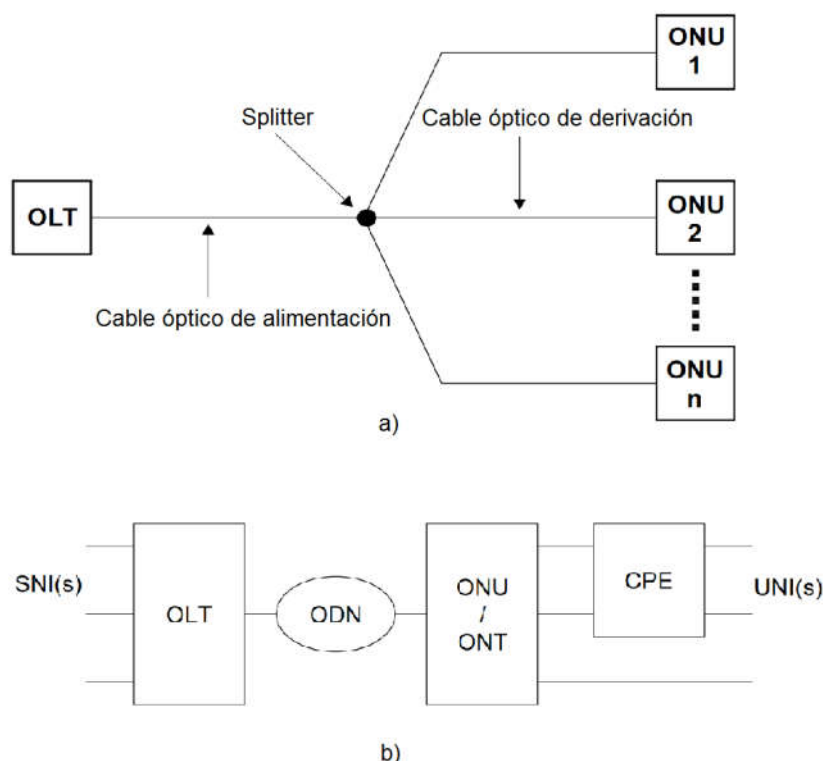 ONU
1
Splitter
Cable óptico de derivación
OLT
ONU
2
Cable óptico de alimentación
ONU
n
a)
SNI(s)
OLT
ODN
ONU
/
ONT
CPE
UNI(s)
b)